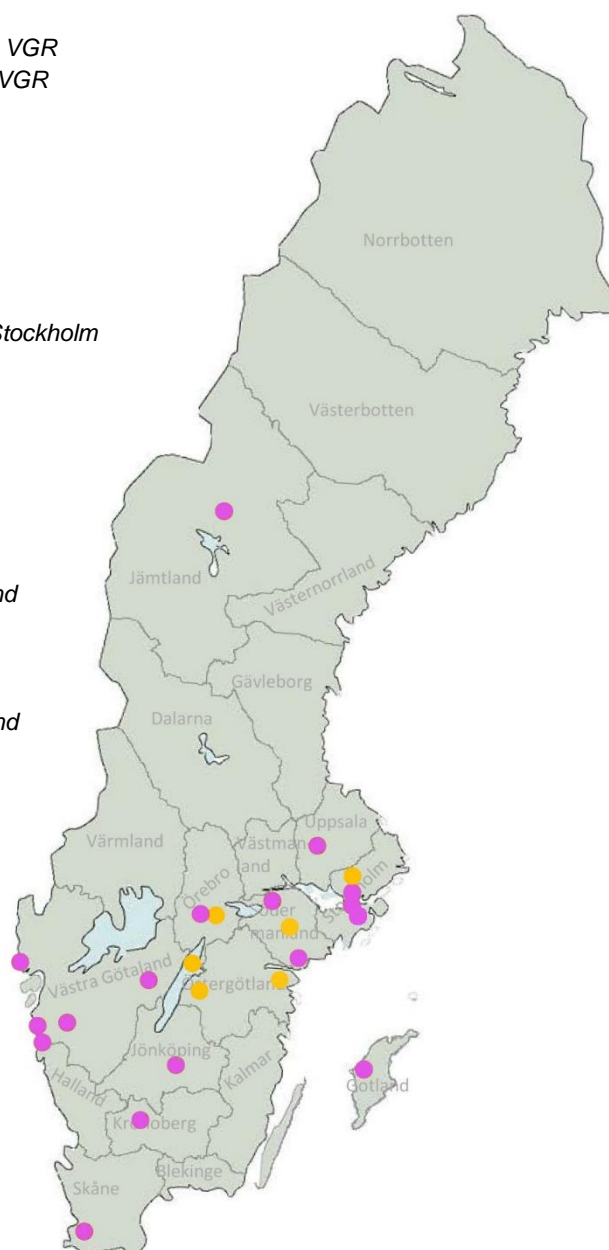 VGR
VGR
Norrbotten
Stockholm
Västerbotten
Jämtland
Västernorrland
nd
Gävleborg
Dalarna
nd
Uppsala
Värmland
Västman
land
Örebro
Stockholm
Söder
manland
Västra Götaland
Östergötland
Jönköping
Kalmar
Gotland
Halland
Kronoberg
Blekinge
Skåne